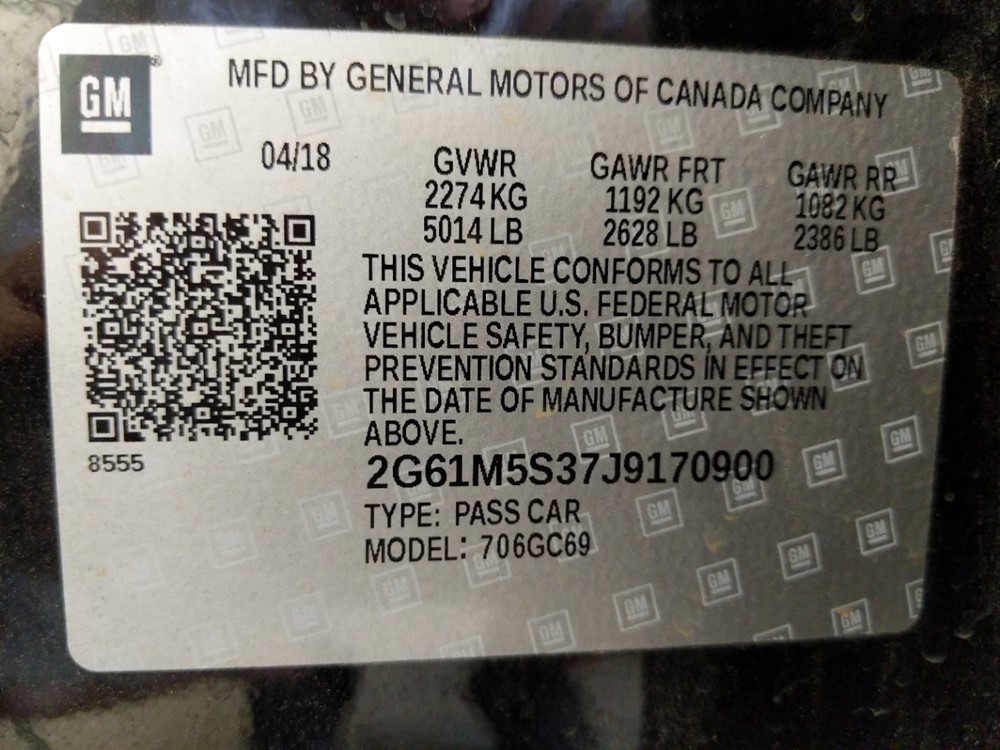 GM
MFD BY GENERAL MOTORS OF CANADA COMPANY
04/18 GVWR GAWR FRT GAWR RR
2274 KG 1192 KG 1082 KG
5014 LB 2628 LB 2386 LB
THIS VEHICLE CONFORMS TO ALL
APPLICABLE U.S. FEDERAL MOTOR
VEHICLE SAFETY, BUMPER, AND THEFT
PREVENTION STANDARDS IN EFFECT ON
THE DATE OF MANUFACTURE SHOWN
ABOVE.
8555
2G61M5S37J9170900
TYPE: PASS CAR
MODEL: 706GC69